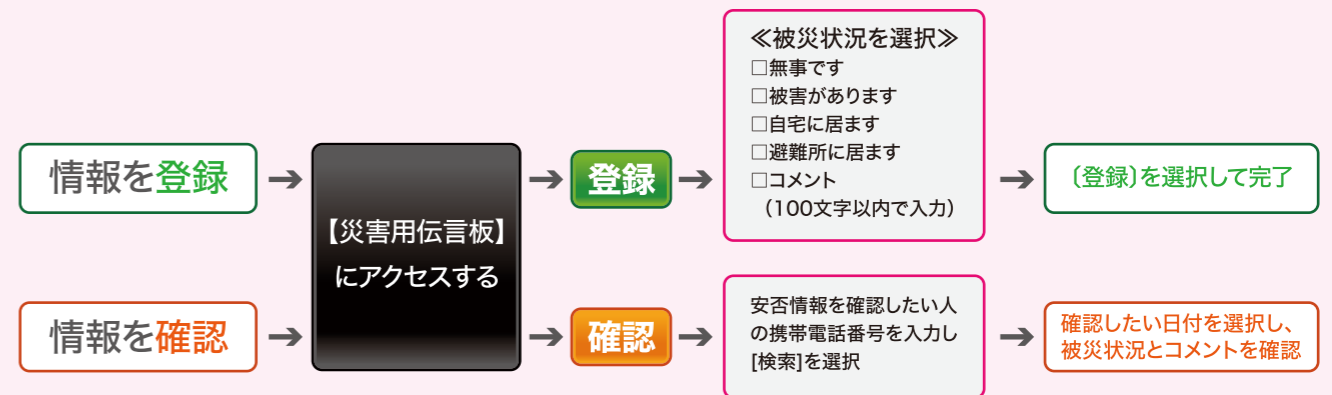 情報を登録
【災害用伝言板】
にアクセスする
登録
≪被災状況を選択≫
□無事です
□被害があります
□自宅に居ます
□避難所に居ます
□コメント
（100文字以内で入力）
〔登録〕を選択して完了
情報を確認
確認
安否情報を確認したい人
の携帯電話番号を入力し
[検索]を選択
確認したい日付を選択し、
被災状況とコメントを確認